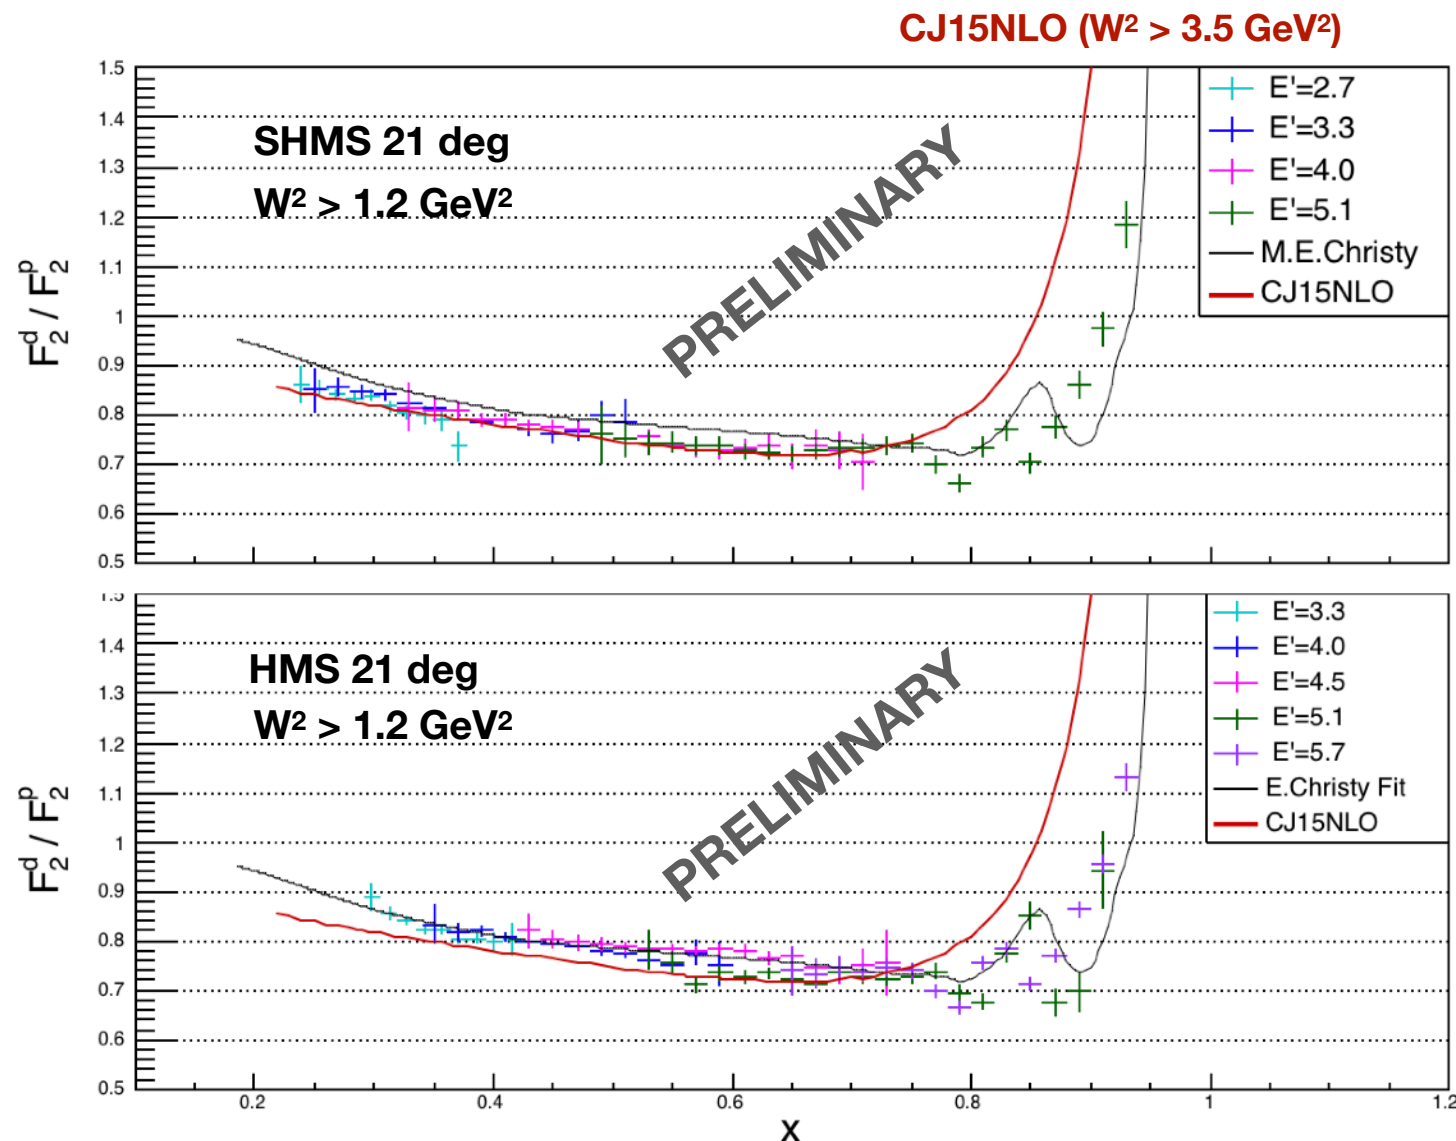 CJ15NLO (W² > 3.5 GeV²)
1.5
1.4
1.3
1.2
1.1
1
0.9
0.8
0.7
0.6
0.5
F₂ᵈ / F₂ᵖ
SHMS 21 deg
W² > 1.2 GeV²
PRELIMINARY
E'=2.7
E'=3.3
E'=4.0
E'=5.1
M.E.Christy
CJ15NLO
1.5
1.4
1.3
1.2
1.1
1
0.9
0.8
0.7
0.6
0.5
F₂ᵈ / F₂ᵖ
HMS 21 deg
W² > 1.2 GeV²
PRELIMINARY
E'=3.3
E'=4.0
E'=4.5
E'=5.1
E'=5.7
E.Christy Fit
CJ15NLO
0.2 0.4 0.6 0.8 1 1.2
x